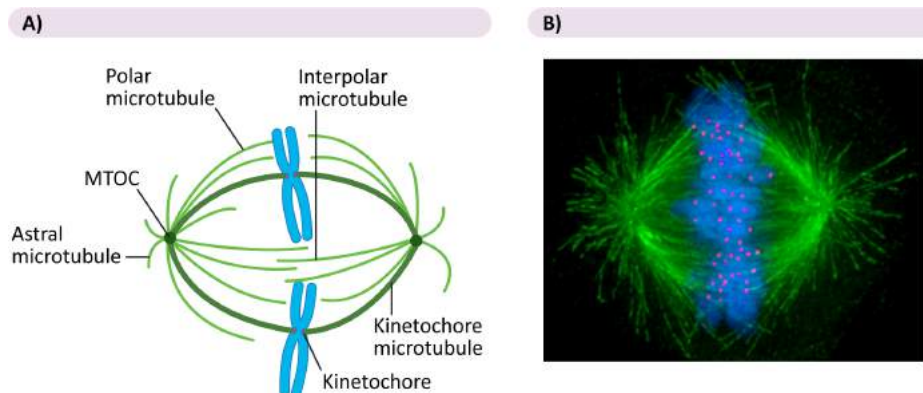 A)
B)
Polar
microtubule
Interpolar
microtubule
MTOC
Astral
microtubule
Kinetochore
microtubule
Kinetochore